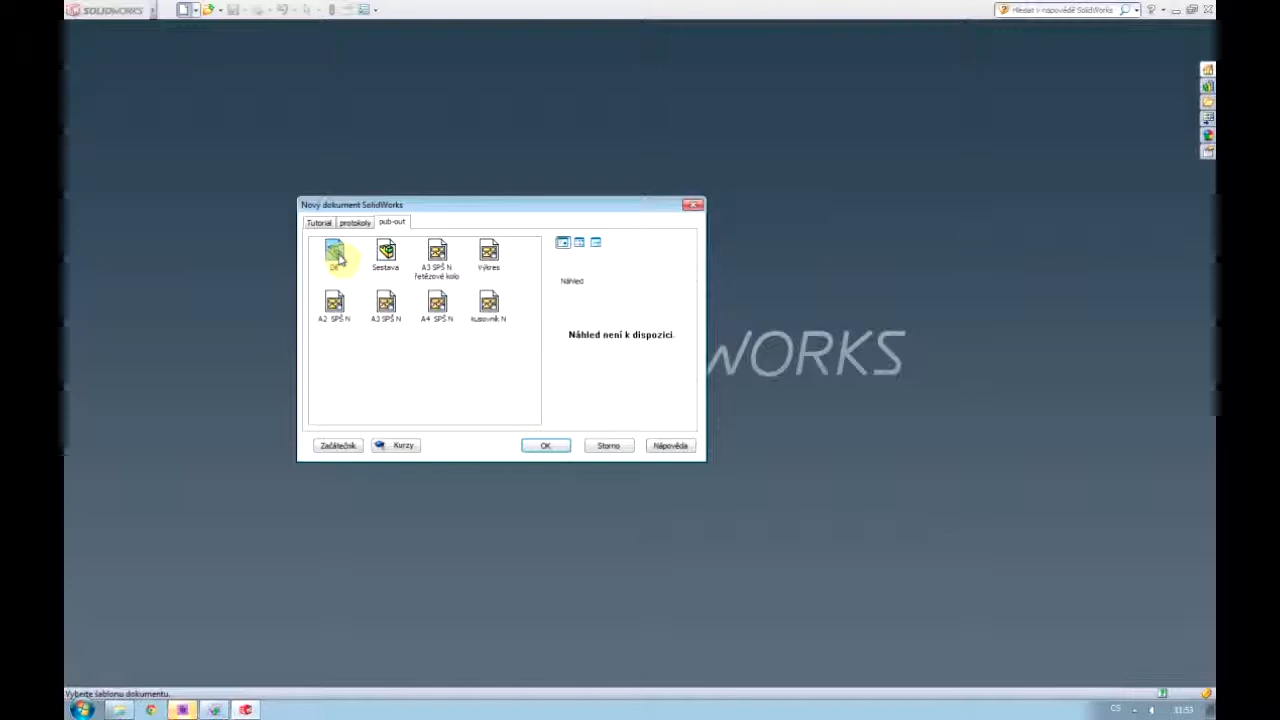 SOLIDWORKS
Hledat v nápovědě SolidWorks
Nový dokument SolidWorks
Tutorial
protokoly
pub-out
Díl
Sestava
A3 SPŠ N
řetězové kolo
Výkres
A2 SPŠ N
A3 SPŠ N
A4 SPŠ N
kusovník N
Náhled
Náhled není k dispozici.
WORKS
Začátečník
Kurzy
OK
Storno
Nápověda
Vyberte šablonu dokumentu.
CS
11:53